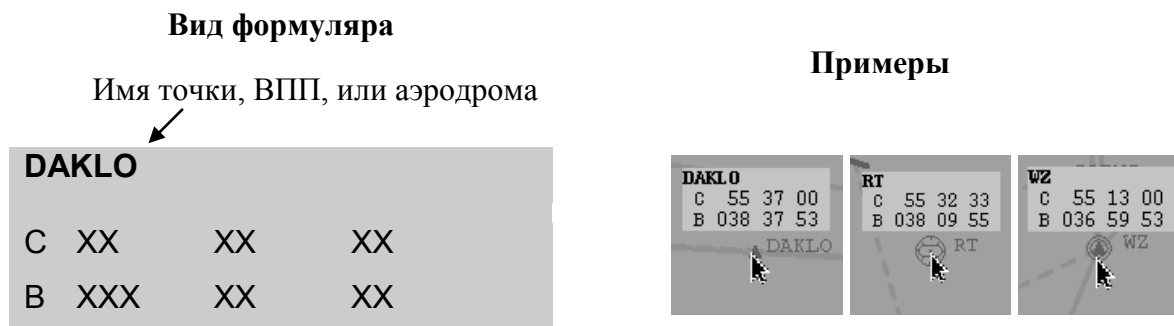 Вид формуляра
Имя точки, ВПП, или аэродрома
DAKLO
С XX XX XX
В XXX XX XX
Примеры
DAKLO
С 55 37 00
В 038 37 53
DAKLO
RT
С 55 32 33
В 038 09 55
RT
WZ
С 55 13 00
В 036 59 53
WZ